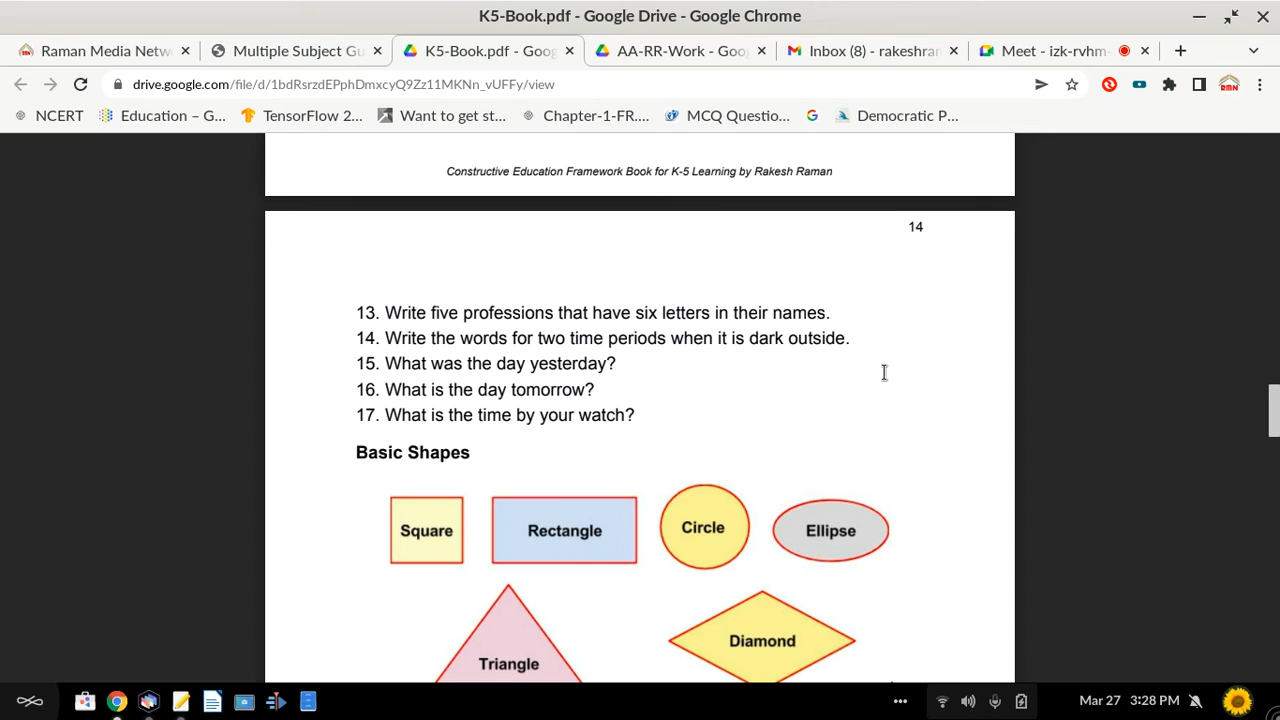 K5-Book.pdf - Google Drive - Google Chrome
Raman Media Netw
Multiple Subject Gu
K5-Book.pdf - Goog
AA-RR-Work - Goog
Inbox (8) - rakeshrar
Meet - izk-rvhm-
drive.google.com/file/d/1bdRsrzdEPphDmxcyQ9Zz11MKNn_vUFFy/view
RMN
NCERT
Education – G...
TensorFlow 2...
Want to get st...
Chapter-1-FR....
MCQ Questio...
Democratic P...
Constructive Education Framework Book for K-5 Learning by Rakesh Raman
14
13. Write five professions that have six letters in their names.
14. Write the words for two time periods when it is dark outside.
15. What was the day yesterday?
16. What is the day tomorrow?
17. What is the time by your watch?
Basic Shapes
Square
Rectangle
Circle
Ellipse
Triangle
Diamond
Mar 27 3:28 PM